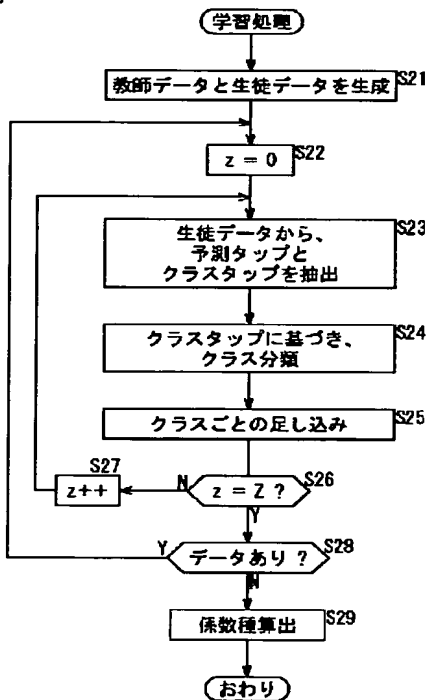 学習処理
教師データと生徒データを生成 S21
z = 0 S22
生徒データから、 S23
予測タップと
クラスタップを抽出
クラスタップに基づき、 S24
クラス分類
クラスごとの足し込み S25
S27
z++
N
z = Z ? S26
Y
Y
データあり ? S28
N
係数種算出 S29
おわり